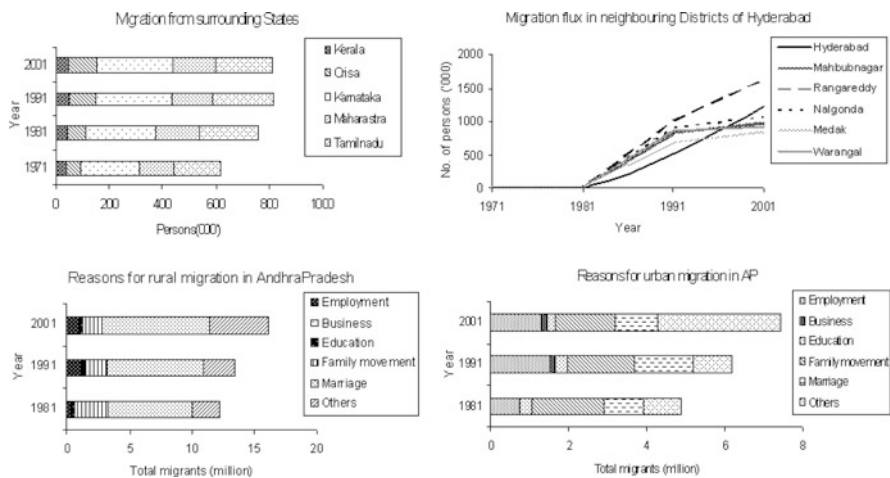 Mgration from surrounding States
2001
1991
1981
1971
Year
0 200 400 600 800 1000
Persons(000')
Kerala
Orisa
Karnataka
Maharastra
Tamilnadu
Migration flux in neighbouring Districts of Hyderabad
No. of persons ('000)
2000
1500
1000
500
0
1971 1981 1991 2001
Year
Hyderabad
Mahbubnagar
Rangareddy
Nalgonda
Medak
Warangal
Reasons for rural migration in AndhraPradesh
2001
1991
1981
Year
0 5 10 15 20
Total migrants (million)
Employment
Business
Education
Family movement
Marriage
Others
Reasons for urban migration in AP
2001
1991
1981
Year
0 2 4 6 8
Total migrants (million)
Employment
Business
Education
Family movement
Marriage
Others